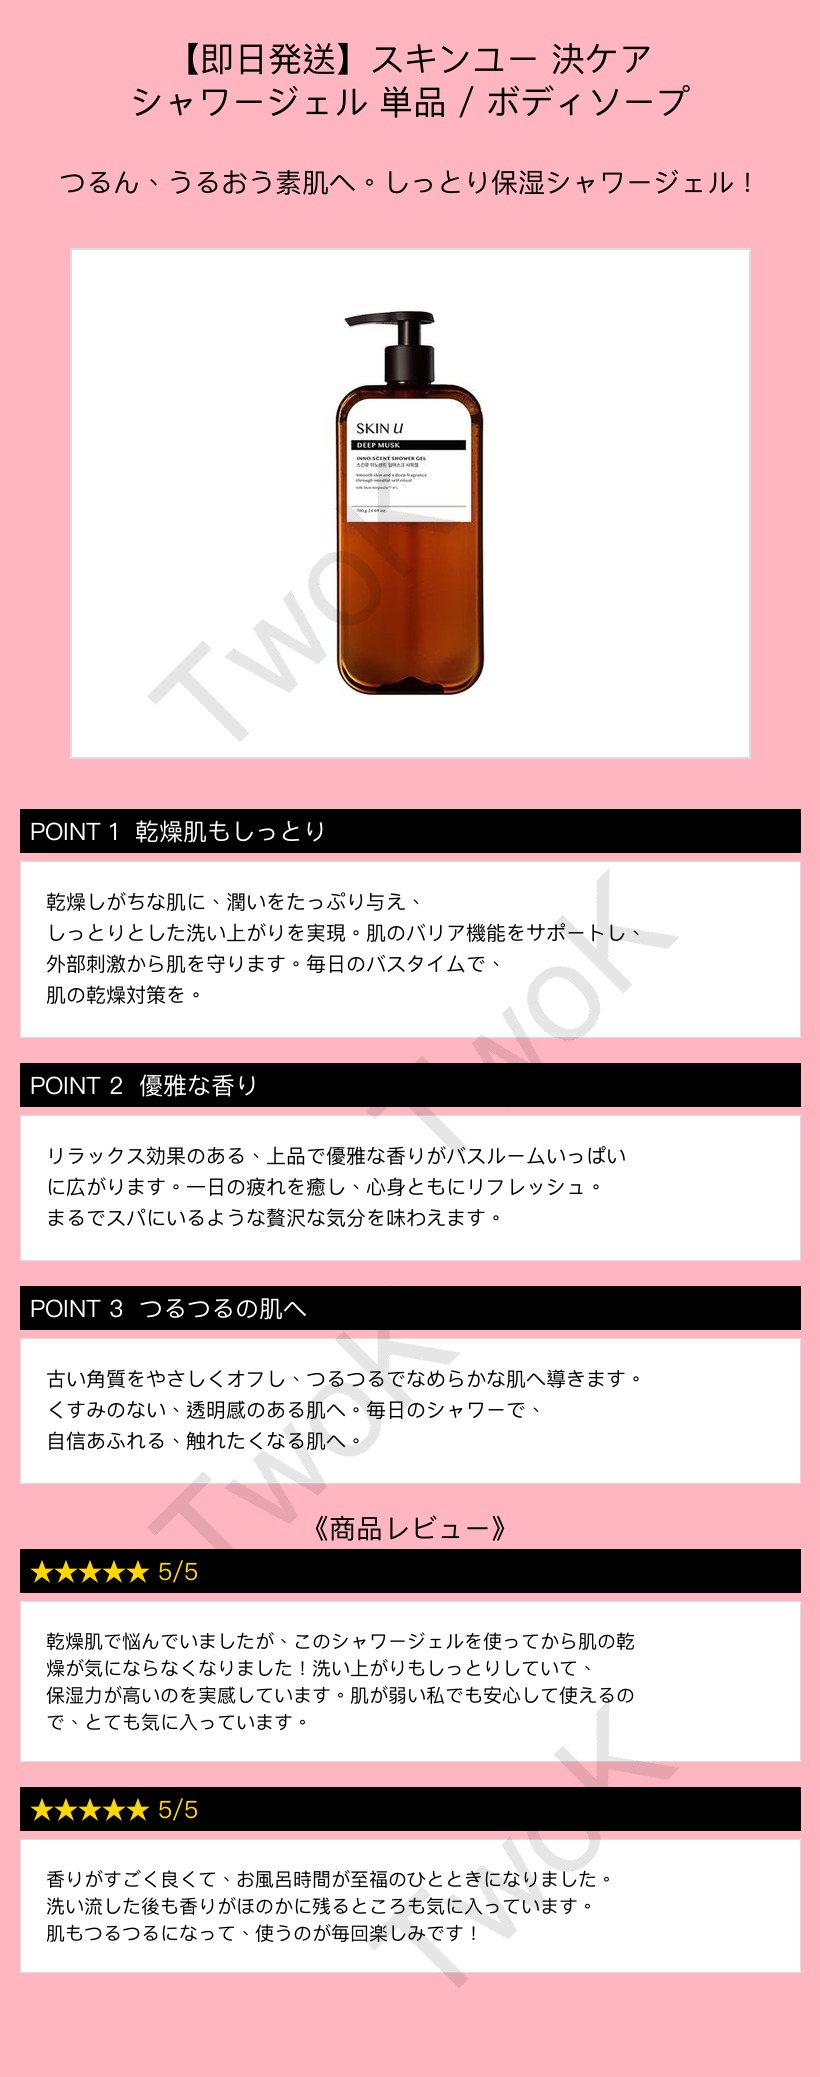 【即日発送】スキンユー 決ケア
シャワージェル 単品 / ボディソープ
つるん、うるおう素肌へ。しっとり保湿シャワージェル！
SKIN U
DEEP MUSK
INNO-SCENT SHOWER GEL
스킨유 이노센트 딥머스크 샤워젤
Smooth skin and a deep fragrance
through mindful self-ritual
700 g 24.69 oz
TwoK
POINT 1 乾燥肌もしっとり
乾燥しがちな肌に、潤いをたっぷり与え、
しっとりとした洗い上がりを実現。肌のバリア機能をサポートし、
外部刺激から肌を守ります。毎日のバスタイムで、
肌の乾燥対策を。
TwoK
POINT 2 優雅な香り
リラックス効果のある、上品で優雅な香りがバスルームいっぱい
に広がります。一日の疲れを癒し、心身ともにリフレッシュ。
まるでスパにいるような贅沢な気分を味わえます。
POINT 3 つるつるの肌へ
古い角質をやさしくオフし、つるつるでなめらかな肌へ導きます。
くすみのない、透明感のある肌へ。毎日のシャワーで、
自信あふれる、触れたくなる肌へ。
TwoK
《商品レビュー》
★★★★★ 5/5
乾燥肌で悩んでいましたが、このシャワージェルを使ってから肌の乾
燥が気にならなくなりました！洗い上がりもしっとりしていて、
保湿力が高いのを実感しています。肌が弱い私でも安心して使えるの
で、とても気に入っています。
★★★★★ 5/5
香りがすごく良くて、お風呂時間が至福のひとときになりました。
洗い流した後も香りがほのかに残るところも気に入っています。
肌もつるつるになって、使うのが毎回楽しみです！
TwoK